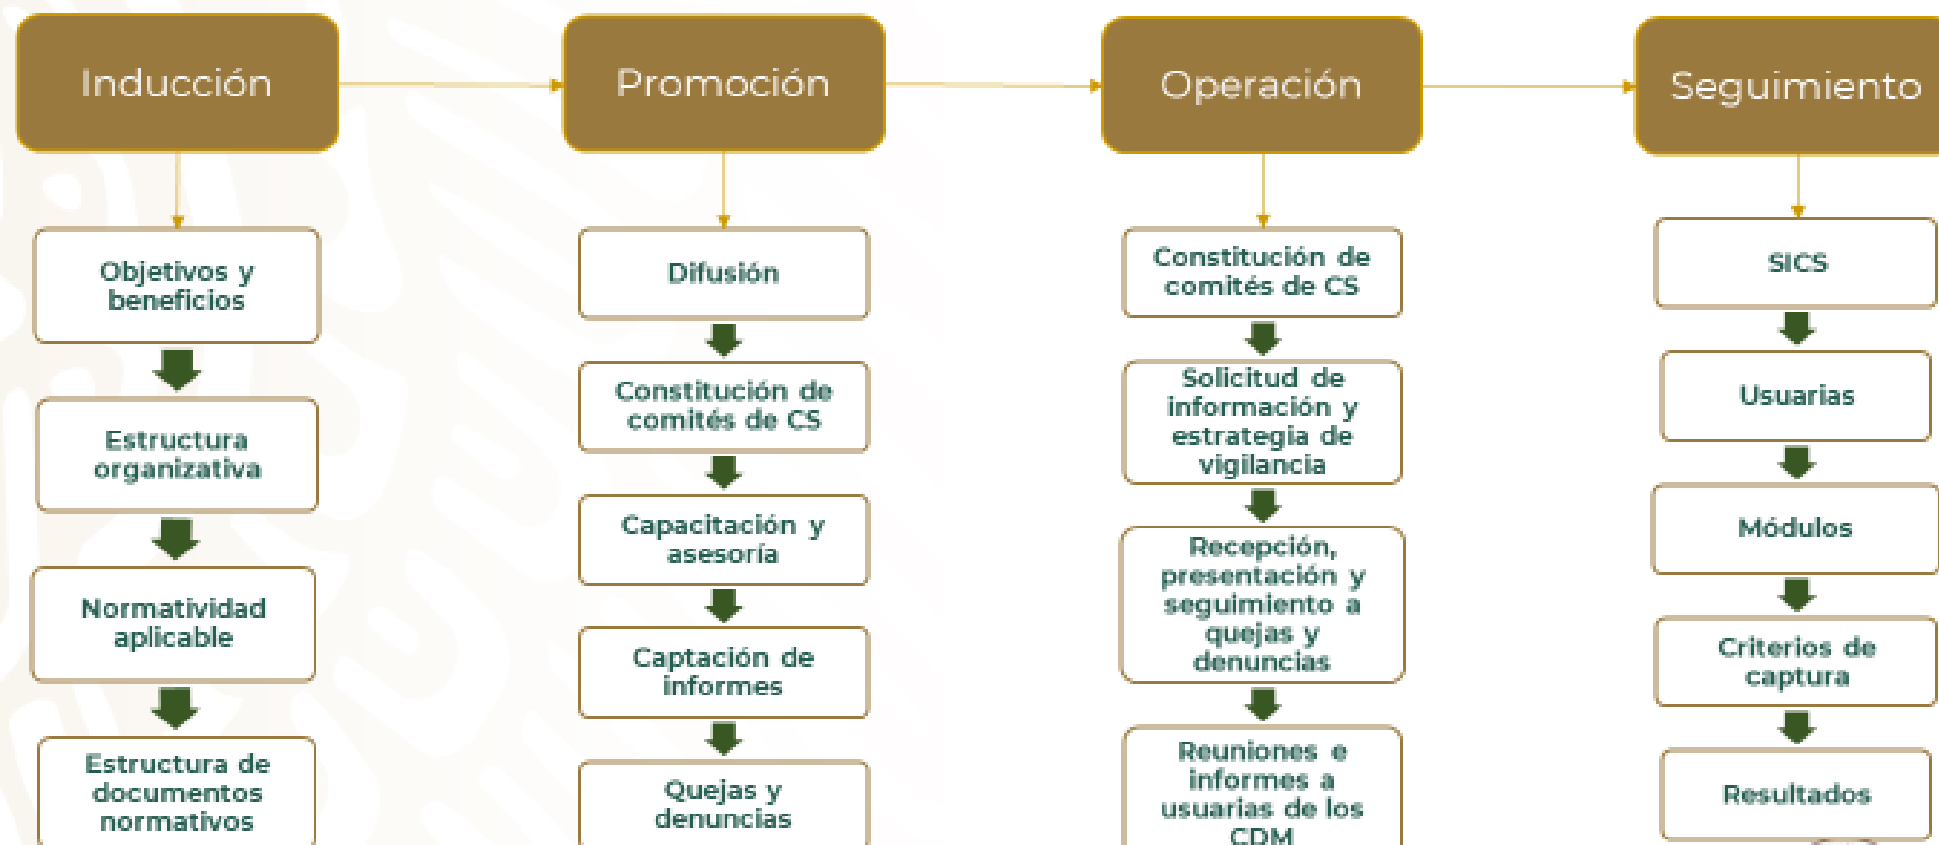 Inducción
Promoción
Operación
Seguimiento
Objetivos y
beneficios
Estructura
organizativa
Normatividad
aplicable
Estructura de
documentos
normativos
Difusión
Constitución de
comités de CS
Capacitación y
asesoría
Captación de
informes
Quejas y
denuncias
Constitución de
comités de CS
Solicitud de
información y
estrategia de
vigilancia
Recepción,
presentación y
seguimiento a
quejas y
denuncias
Reuniones e
informes a
usuarias de los
CDM
SICS
Usuarias
Módulos
Criterios de
captura
Resultados